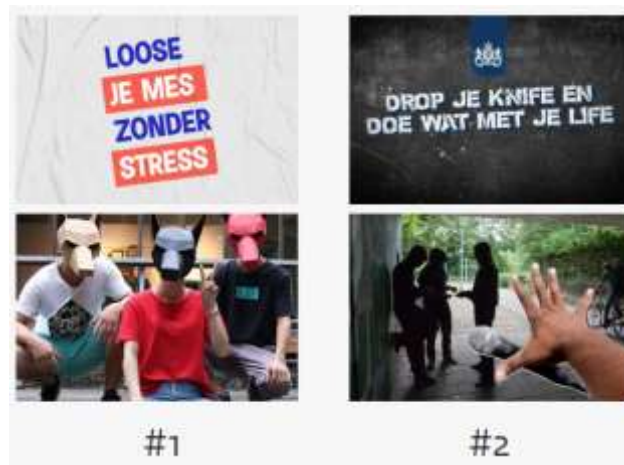 LOOSE
JE MES
ZONDER
STRESS
DROP JE KNIFE EN
DOE WAT MET JE LIFE
#1
#2